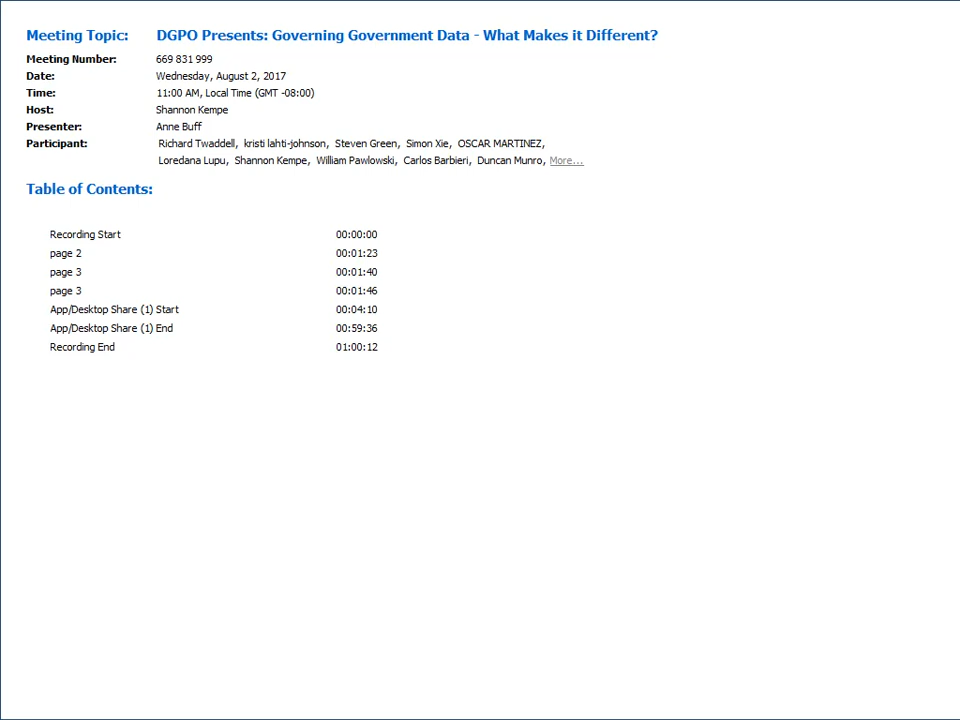 Meeting Topic: DGPO Presents: Governing Government Data - What Makes it Different?
Meeting Number: 669 831 999
Date: Wednesday, August 2, 2017
Time: 11:00 AM, Local Time (GMT -08:00)
Host: Shannon Kempe
Presenter: Anne Buff
Participant: Richard Twaddell, kristi lahti-johnson, Steven Green, Simon Xie, OSCAR MARTINEZ,
Loredana Lupu, Shannon Kempe, William Pawlowski, Carlos Barbieri, Duncan Munro, More...
Table of Contents:
Recording Start 00:00:00
page 2 00:01:23
page 3 00:01:40
page 3 00:01:46
App/Desktop Share (1) Start 00:04:10
App/Desktop Share (1) End 00:59:36
Recording End 01:00:12